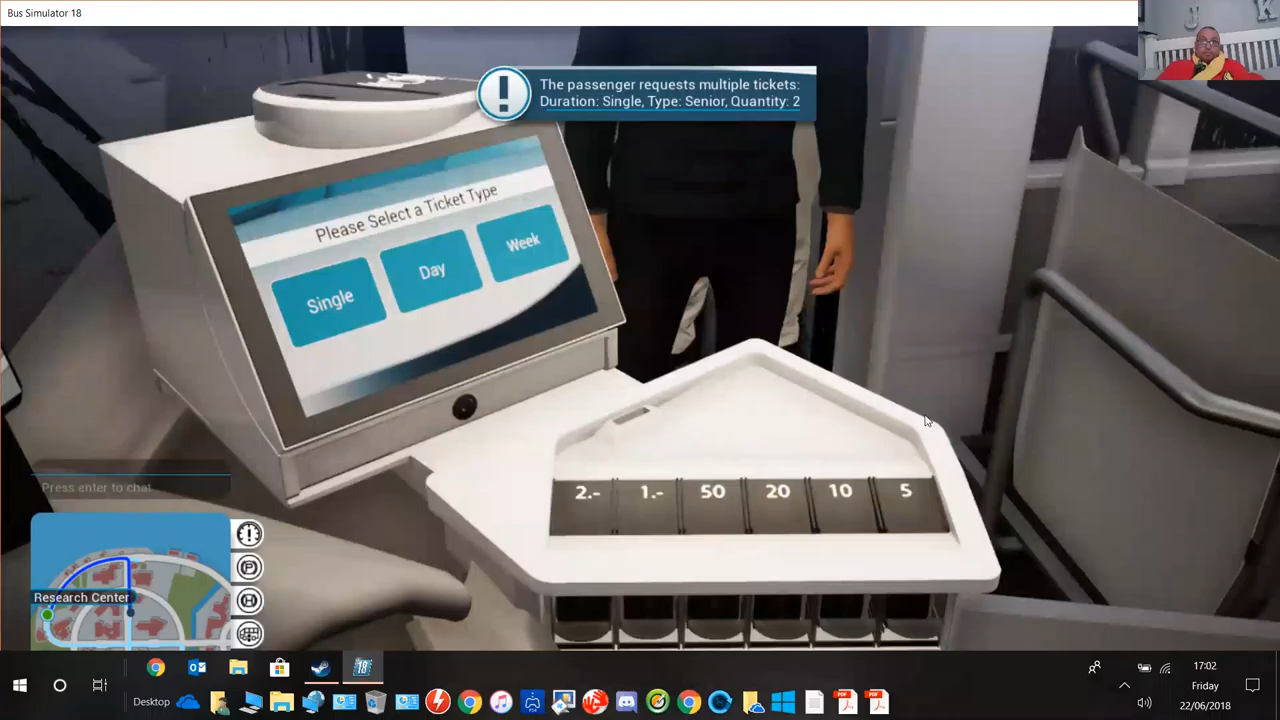 Bus Simulator 18
J K
The passenger requests multiple tickets:
Duration: Single, Type: Senior, Quantity: 2
Please Select a Ticket Type
Single
Day
Week
2.- 1.- 50 20 10 5
Press enter to chat
Research Center
18
17:02
Friday
22/06/2018
Desktop